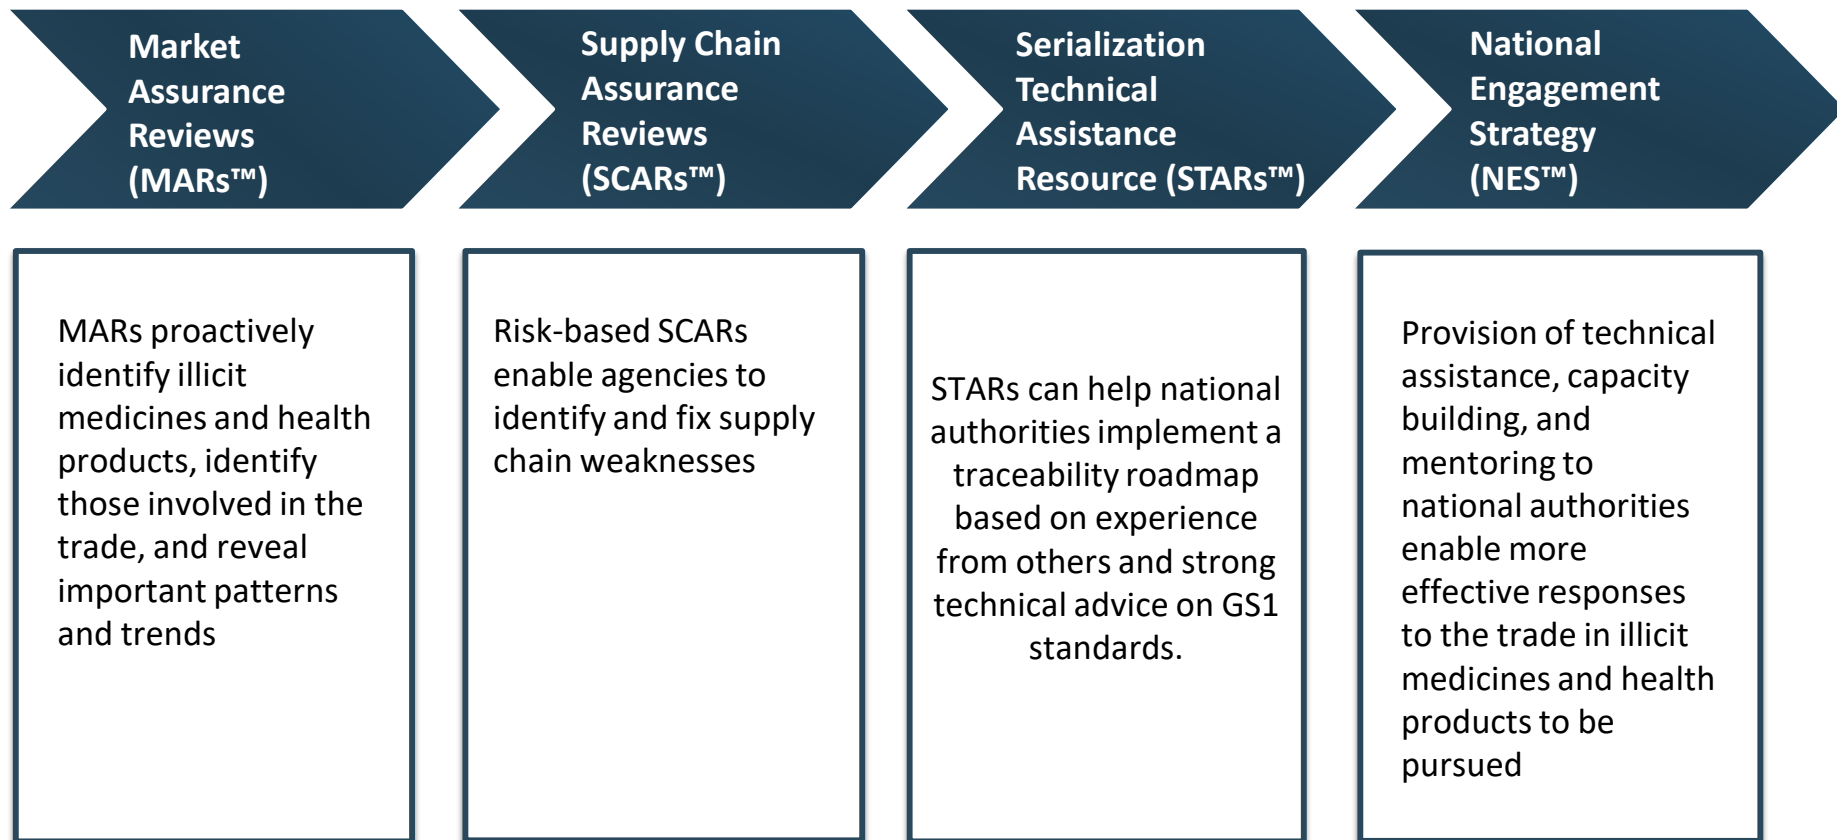 Market
Assurance
Reviews
(MARs™)
Supply Chain
Assurance
Reviews
(SCARs™)
Serialization
Technical
Assistance
Resource (STARs™)
National
Engagement
Strategy
(NES™)
MARs proactively
identify illicit
medicines and health
products, identify
those involved in the
trade, and reveal
important patterns
and trends
Risk-based SCARs
enable agencies to
identify and fix supply
chain weaknesses
STARs can help national
authorities implement a
traceability roadmap
based on experience
from others and strong
technical advice on GS1
standards.
Provision of technical
assistance, capacity
building, and
mentoring to
national authorities
enable more
effective responses
to the trade in illicit
medicines and health
products to be
pursued